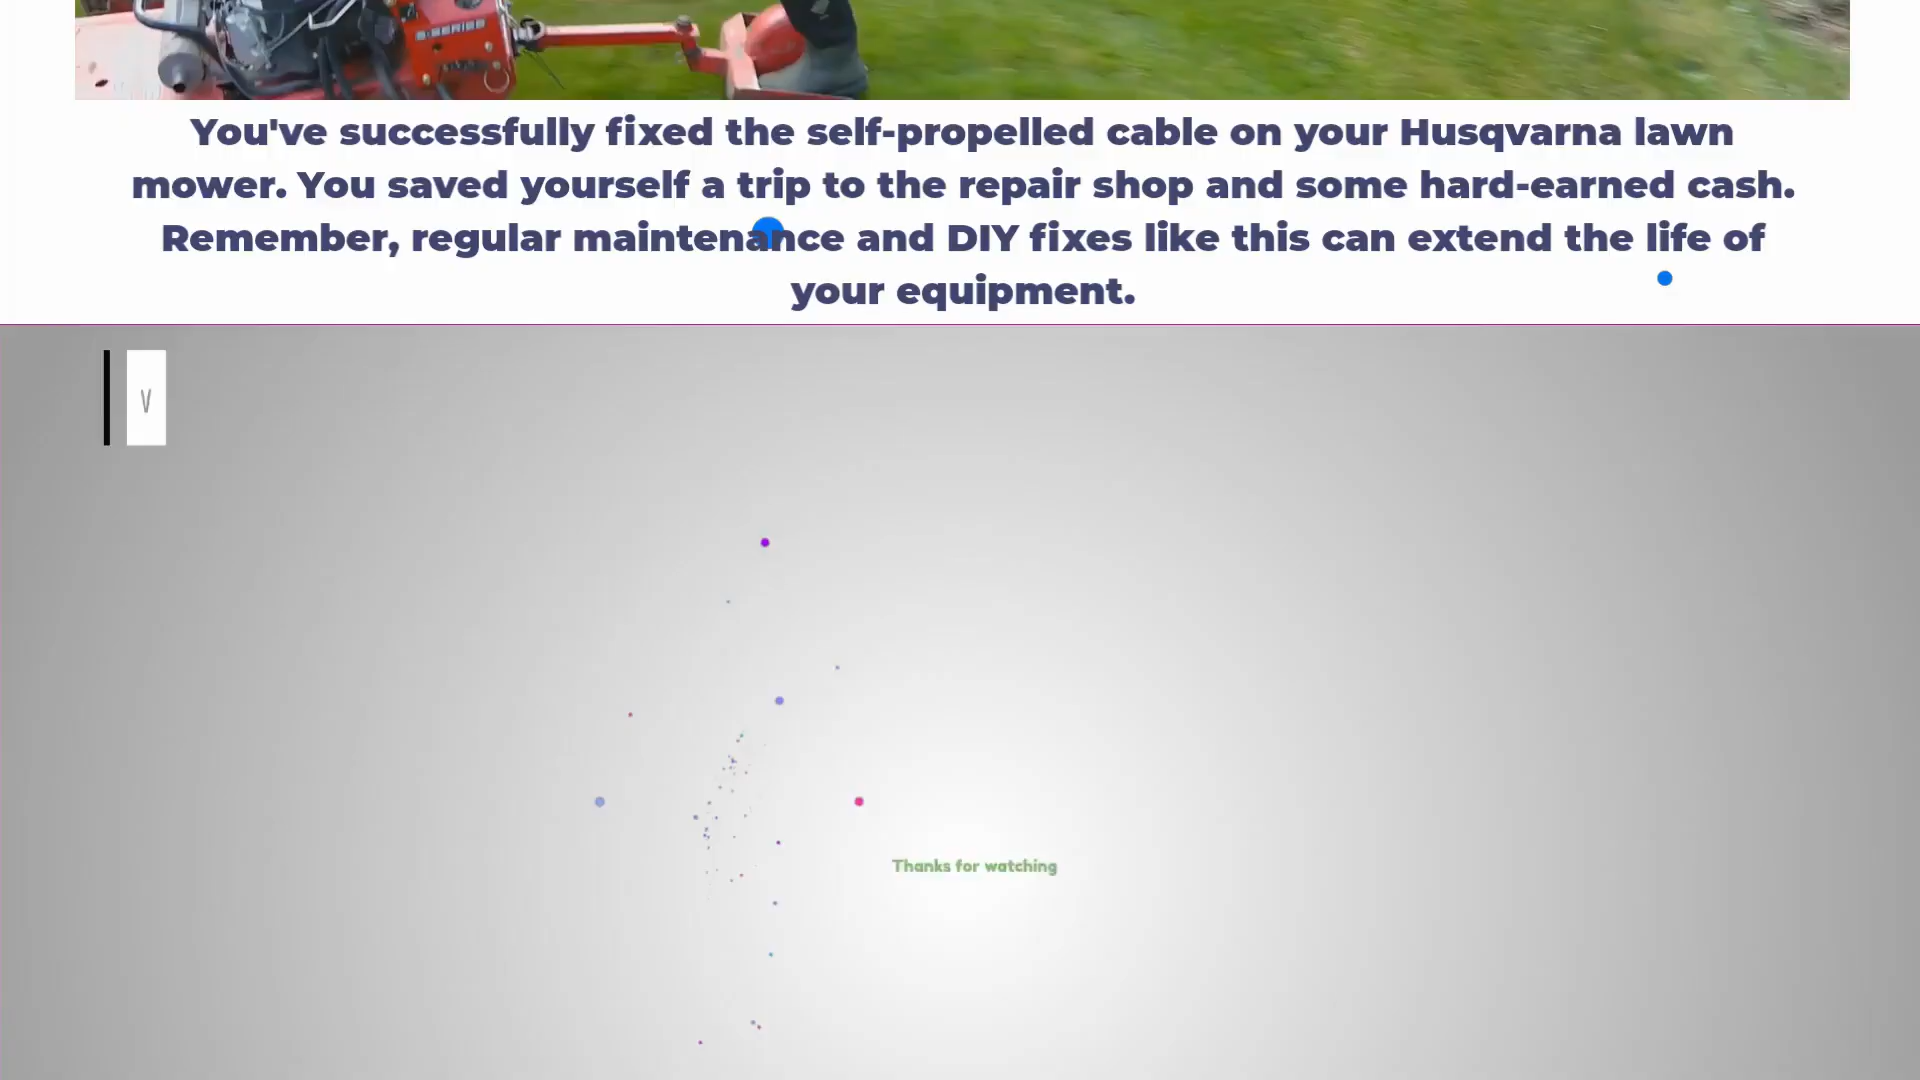 You've successfully fixed the self-propelled cable on your Husqvarna lawn
mower. You saved yourself a trip to the repair shop and some hard-earned cash.
Remember, regular maintenance and DIY fixes like this can extend the life of
your equipment.
V
Thanks for watching